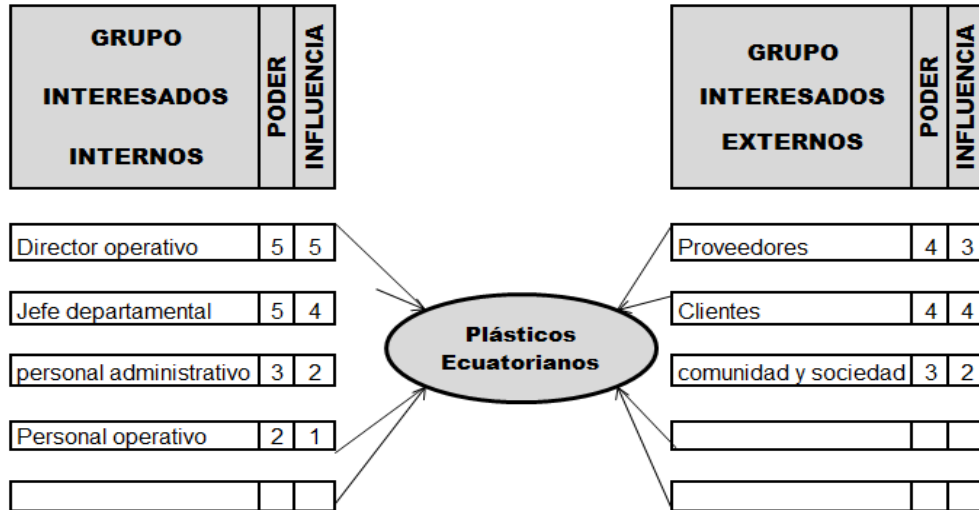 GRUPO
INTERESADOS
INTERNOS
PODER
INFLUENCIA
Director operativo 5 5
Jefe departamental 5 4
personal administrativo 3 2
Personal operativo 2 1
Plásticos
Ecuatorianos
GRUPO
INTERESADOS
EXTERNOS
PODER
INFLUENCIA
Proveedores 4 3
Clientes 4 4
comunidad y sociedad 3 2